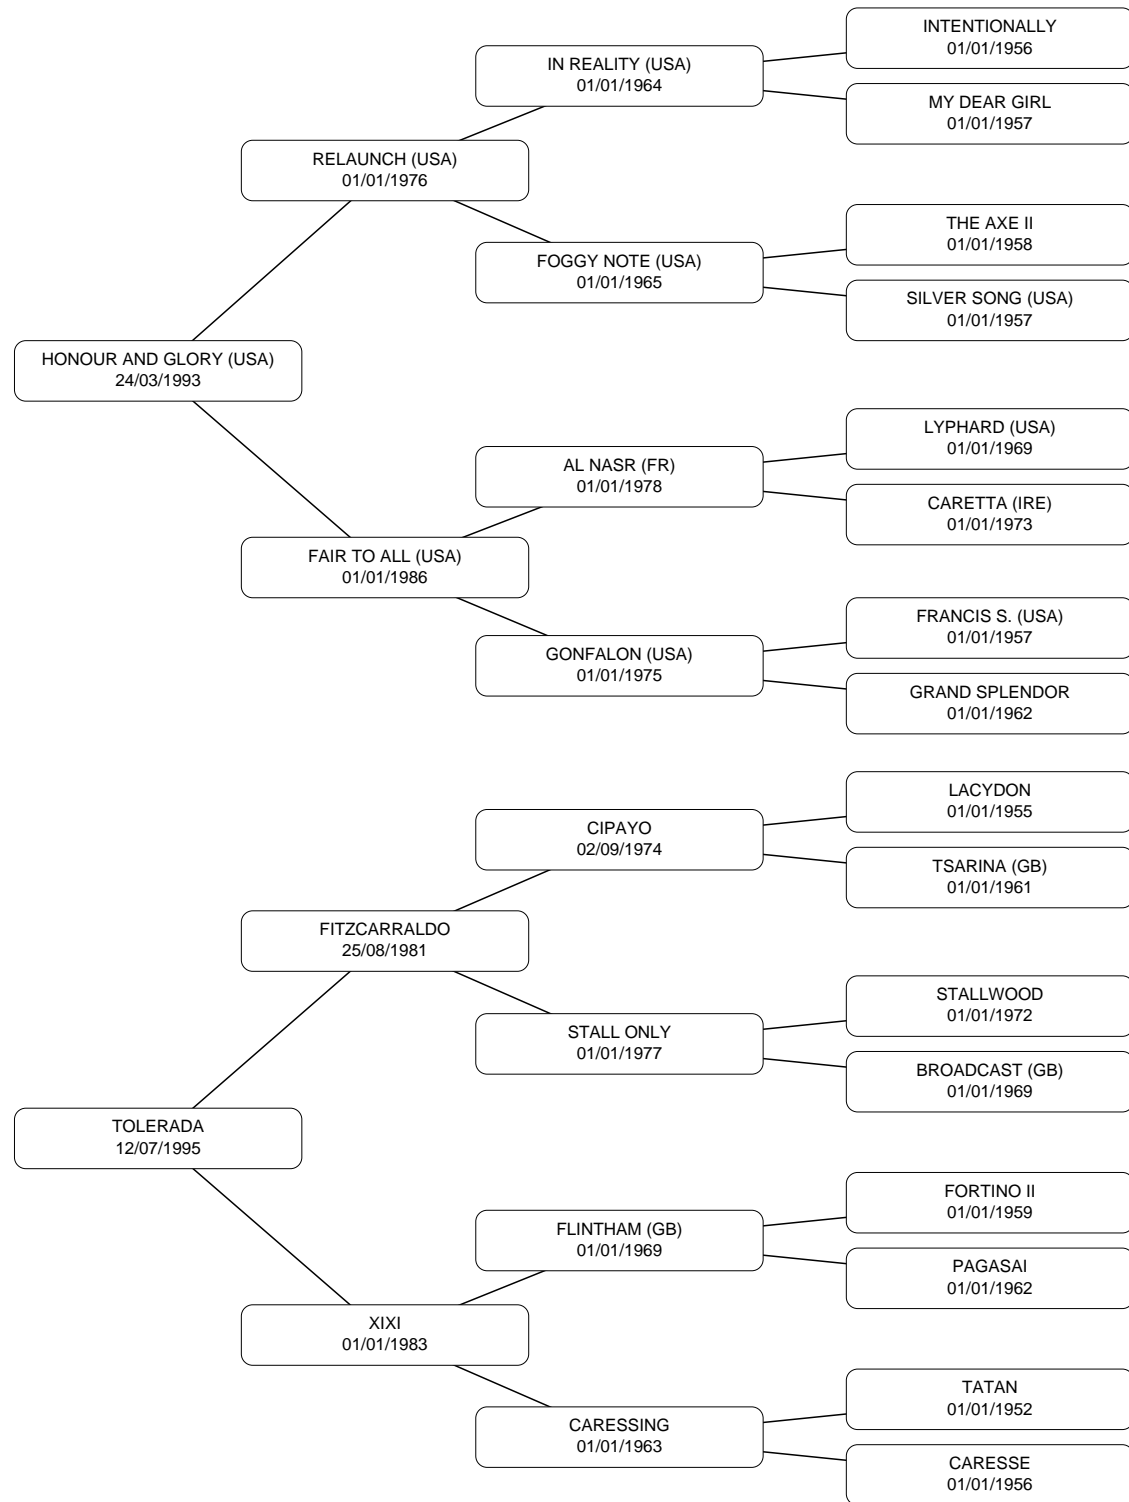 INTENTIONALLY
01/01/1956
IN REALITY (USA)
01/01/1964
MY DEAR GIRL
01/01/1957
RELAUNCH (USA)
01/01/1976
THE AXE II
01/01/1958
FOGGY NOTE (USA)
01/01/1965
SILVER SONG (USA)
01/01/1957
HONOUR AND GLORY (USA)
24/03/1993
LYPHARD (USA)
01/01/1969
AL NASR (FR)
01/01/1978
CARETTA (IRE)
01/01/1973
FAIR TO ALL (USA)
01/01/1986
FRANCIS S. (USA)
01/01/1957
GONFALON (USA)
01/01/1975
GRAND SPLENDOR
01/01/1962
LACYDON
01/01/1955
CIPAYO
02/09/1974
TSARINA (GB)
01/01/1961
FITZCARRALDO
25/08/1981
STALLWOOD
01/01/1972
STALL ONLY
01/01/1977
BROADCAST (GB)
01/01/1969
TOLERADA
12/07/1995
FORTINO II
01/01/1959
FLINTHAM (GB)
01/01/1969
PAGASAI
01/01/1962
XIXI
01/01/1983
TATAN
01/01/1952
CARESSING
01/01/1963
CARESSE
01/01/1956